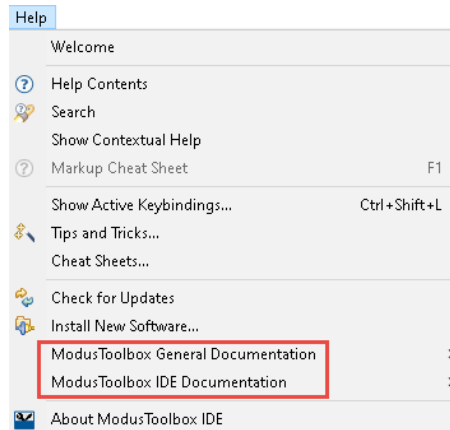 Help
Welcome
Help Contents
Search
Show Contextual Help
Markup Cheat Sheet F1
Show Active Keybindings... Ctrl+Shift+L
Tips and Tricks...
Cheat Sheets...
Check for Updates
Install New Software...
ModusToolbox General Documentation
ModusToolbox IDE Documentation
About ModusToolbox IDE